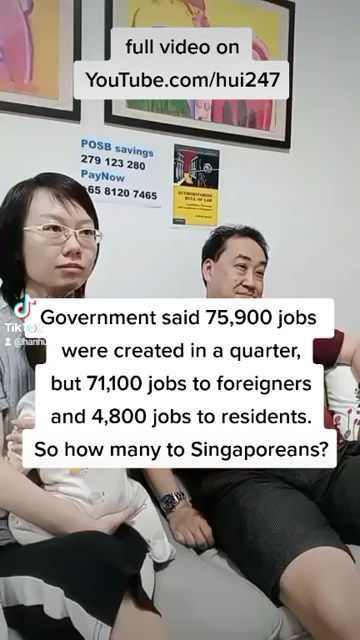 full video on
YouTube.com/hui247
POSB savings
279 123 280
PayNow
+65 8120 7465
AUTHORITARIAN
RULE OF LAW
TikTok
@hanhu
Government said 75,900 jobs
were created in a quarter,
but 71,100 jobs to foreigners
and 4,800 jobs to residents.
So how many to Singaporeans?